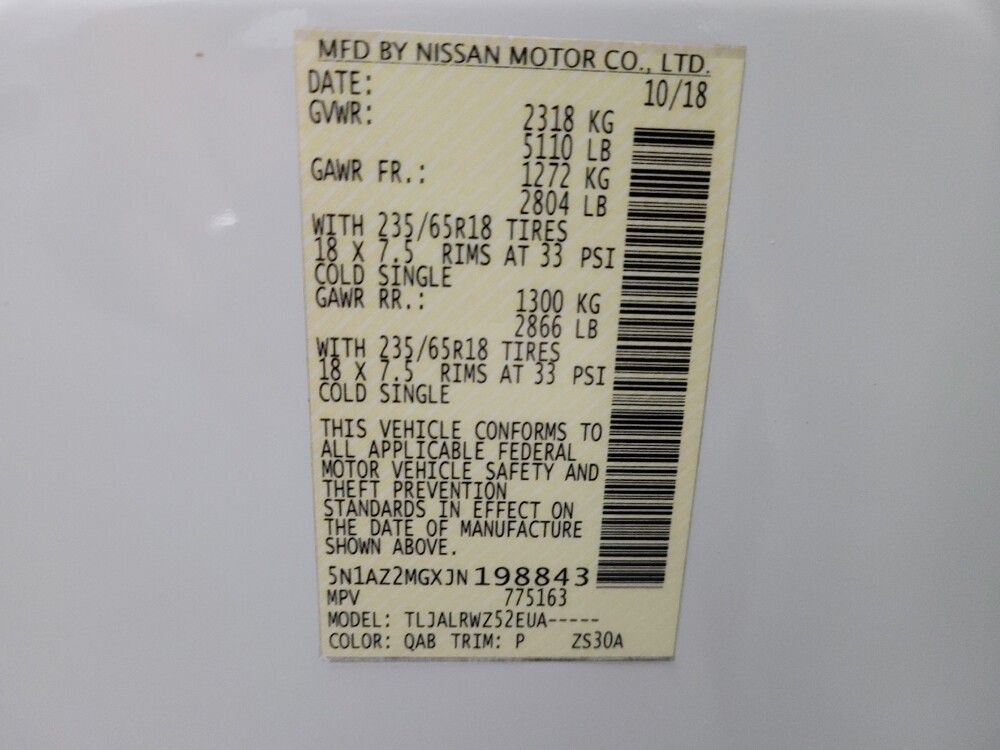 MFD BY NISSAN MOTOR CO., LTD.
DATE: 10/18
GVWR: 2318 KG
5110 LB
GAWR FR.: 1272 KG
2804 LB
WITH 235/65R18 TIRES
18 X 7.5 RIMS AT 33 PSI
COLD SINGLE
GAWR RR.: 1300 KG
2866 LB
WITH 235/65R18 TIRES
18 X 7.5 RIMS AT 33 PSI
COLD SINGLE
THIS VEHICLE CONFORMS TO
ALL APPLICABLE FEDERAL
MOTOR VEHICLE SAFETY AND
THEFT PREVENTION
STANDARDS IN EFFECT ON
THE DATE OF MANUFACTURE
SHOWN ABOVE.
5N1AZ2MGXJN198843
MPV 775163
MODEL: TLJALRWZ52EUA-----
COLOR: QAB TRIM: P ZS30A